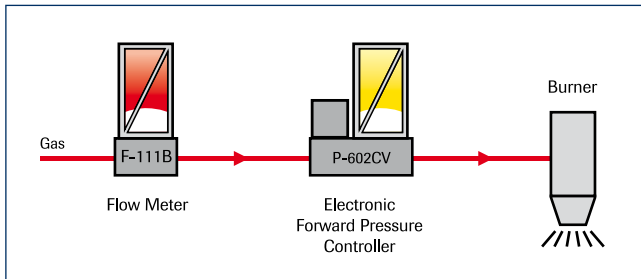 Gas
F-111B
Flow Meter
P-602CV
Electronic
Forward Pressure
Controller
Burner